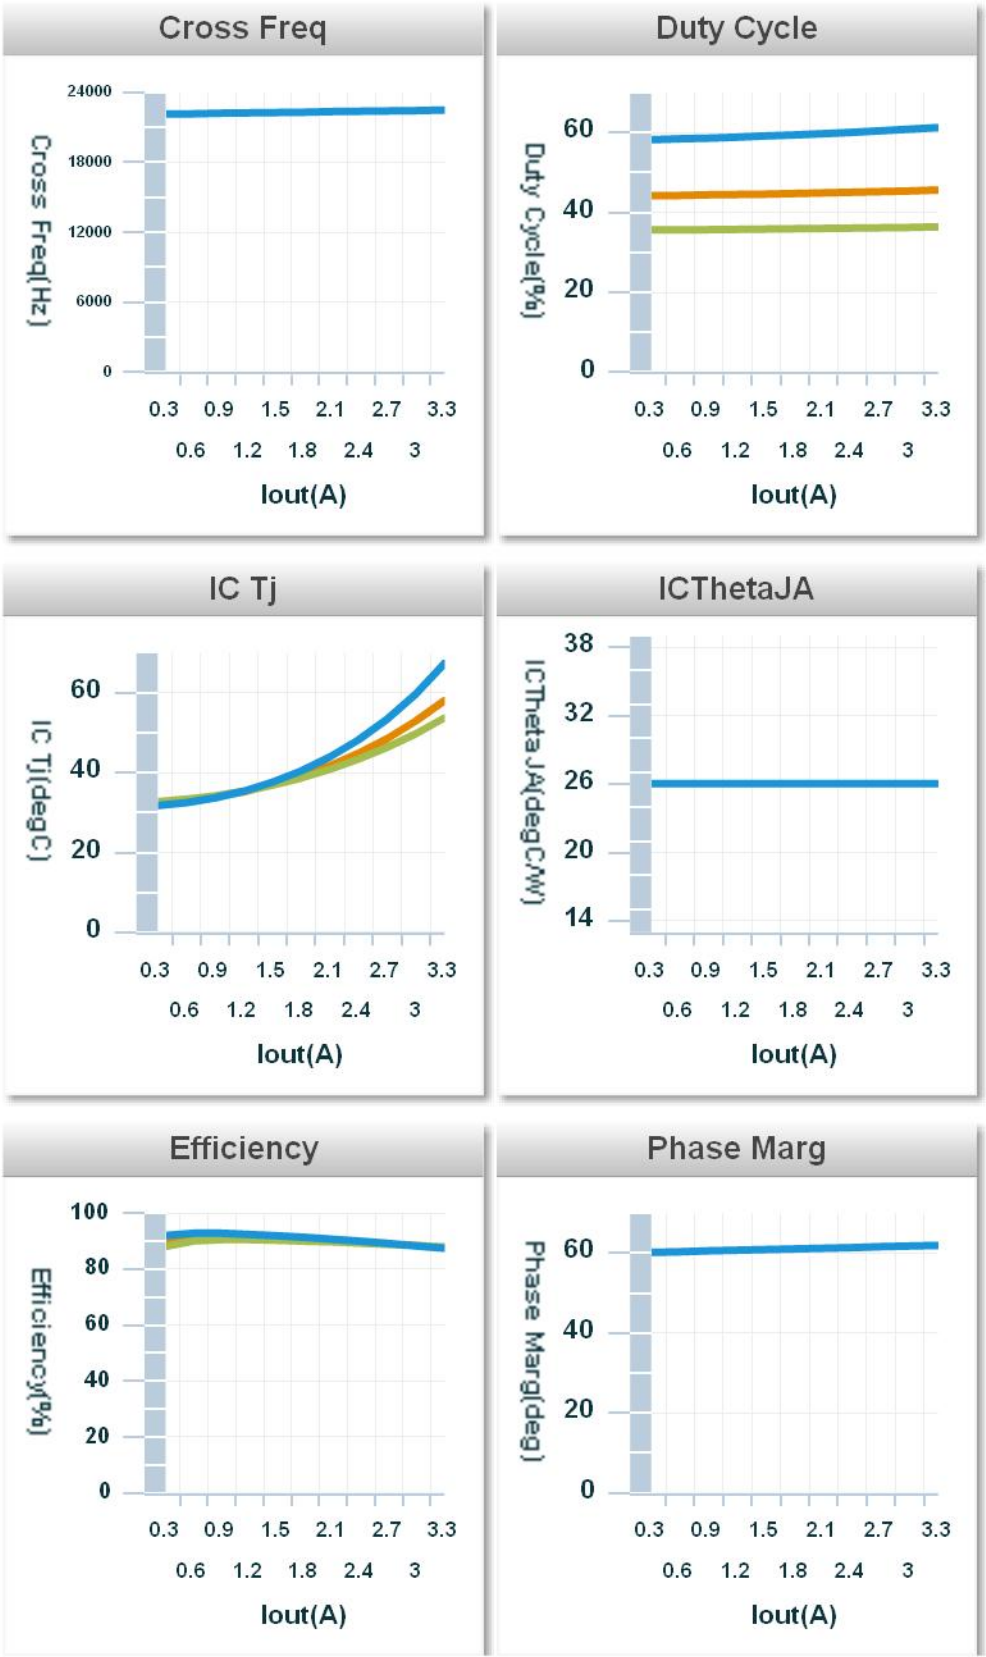 Cross Freq
Cross Freq(Hz)
24000
18000
12000
6000
0
0.3 0.9 1.5 2.1 2.7 3.3
0.6 1.2 1.8 2.4 3
Iout(A)
Duty Cycle
Duty Cycle(%)
60
40
20
0
0.3 0.9 1.5 2.1 2.7 3.3
0.6 1.2 1.8 2.4 3
Iout(A)
IC Tj
IC Tj(degC)
60
40
20
0
0.3 0.9 1.5 2.1 2.7 3.3
0.6 1.2 1.8 2.4 3
Iout(A)
ICThetaJA
ICThetaJA(degC/W)
38
32
26
20
14
0.3 0.9 1.5 2.1 2.7 3.3
0.6 1.2 1.8 2.4 3
Iout(A)
Efficiency
Efficiency(%)
100
80
60
40
20
0
0.3 0.9 1.5 2.1 2.7 3.3
0.6 1.2 1.8 2.4 3
Iout(A)
Phase Marg
Phase Marg(deg)
60
40
20
0
0.3 0.9 1.5 2.1 2.7 3.3
0.6 1.2 1.8 2.4 3
Iout(A)